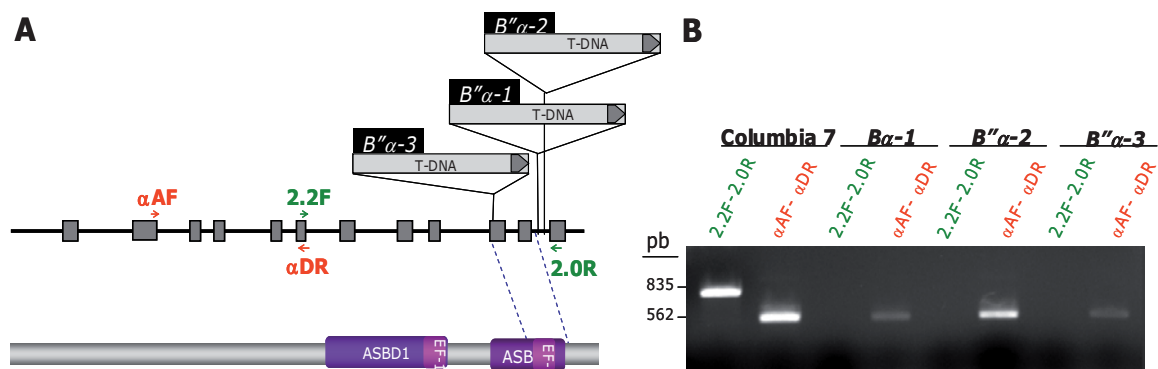 A
B″α-2
T-DNA
B″α-1
T-DNA
B″α-3
T-DNA
αAF
2.2F
αDR
2.0R
ASBD1
EF-1
ASB
EF-
B
Columbia 7
Bα-1
B″α-2
B″α-3
2.2F-2.0R
αAF- αDR
2.2F-2.0R
αAF- αDR
2.2F-2.0R
αAF- αDR
2.2F-2.0R
αAF- αDR
pb
835
562